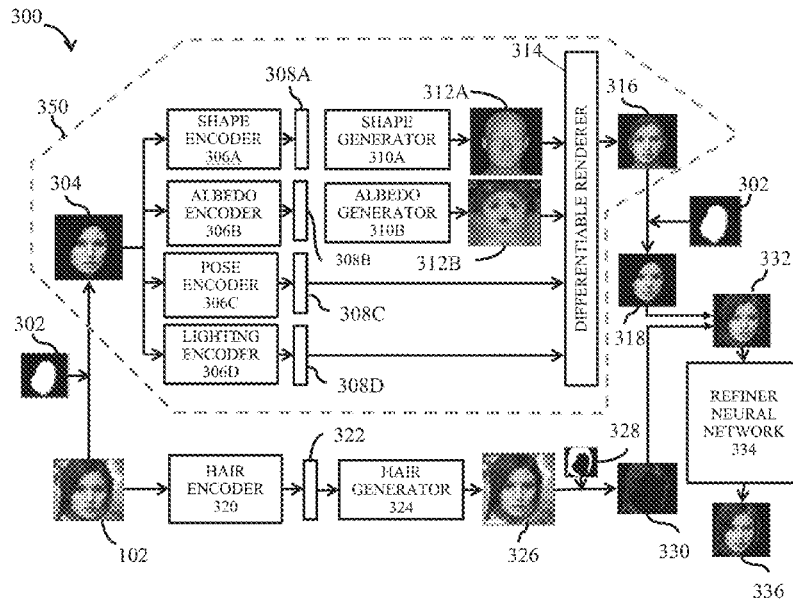 300
350
308A
314
312A
316
SHAPE
ENCODER
306A
SHAPE
GENERATOR
310A
304
ALBEDO
ENCODER
306B
ALBEDO
GENERATOR
310B
302
308B
312B
DIFFERENTIABLE RENDERER
POSE
ENCODER
306C
308C
318
332
302
LIGHTING
ENCODER
306D
308D
REFINER
NEURAL
NETWORK
334
322
328
HAIR
ENCODER
320
HAIR
GENERATOR
324
102
326
330
336